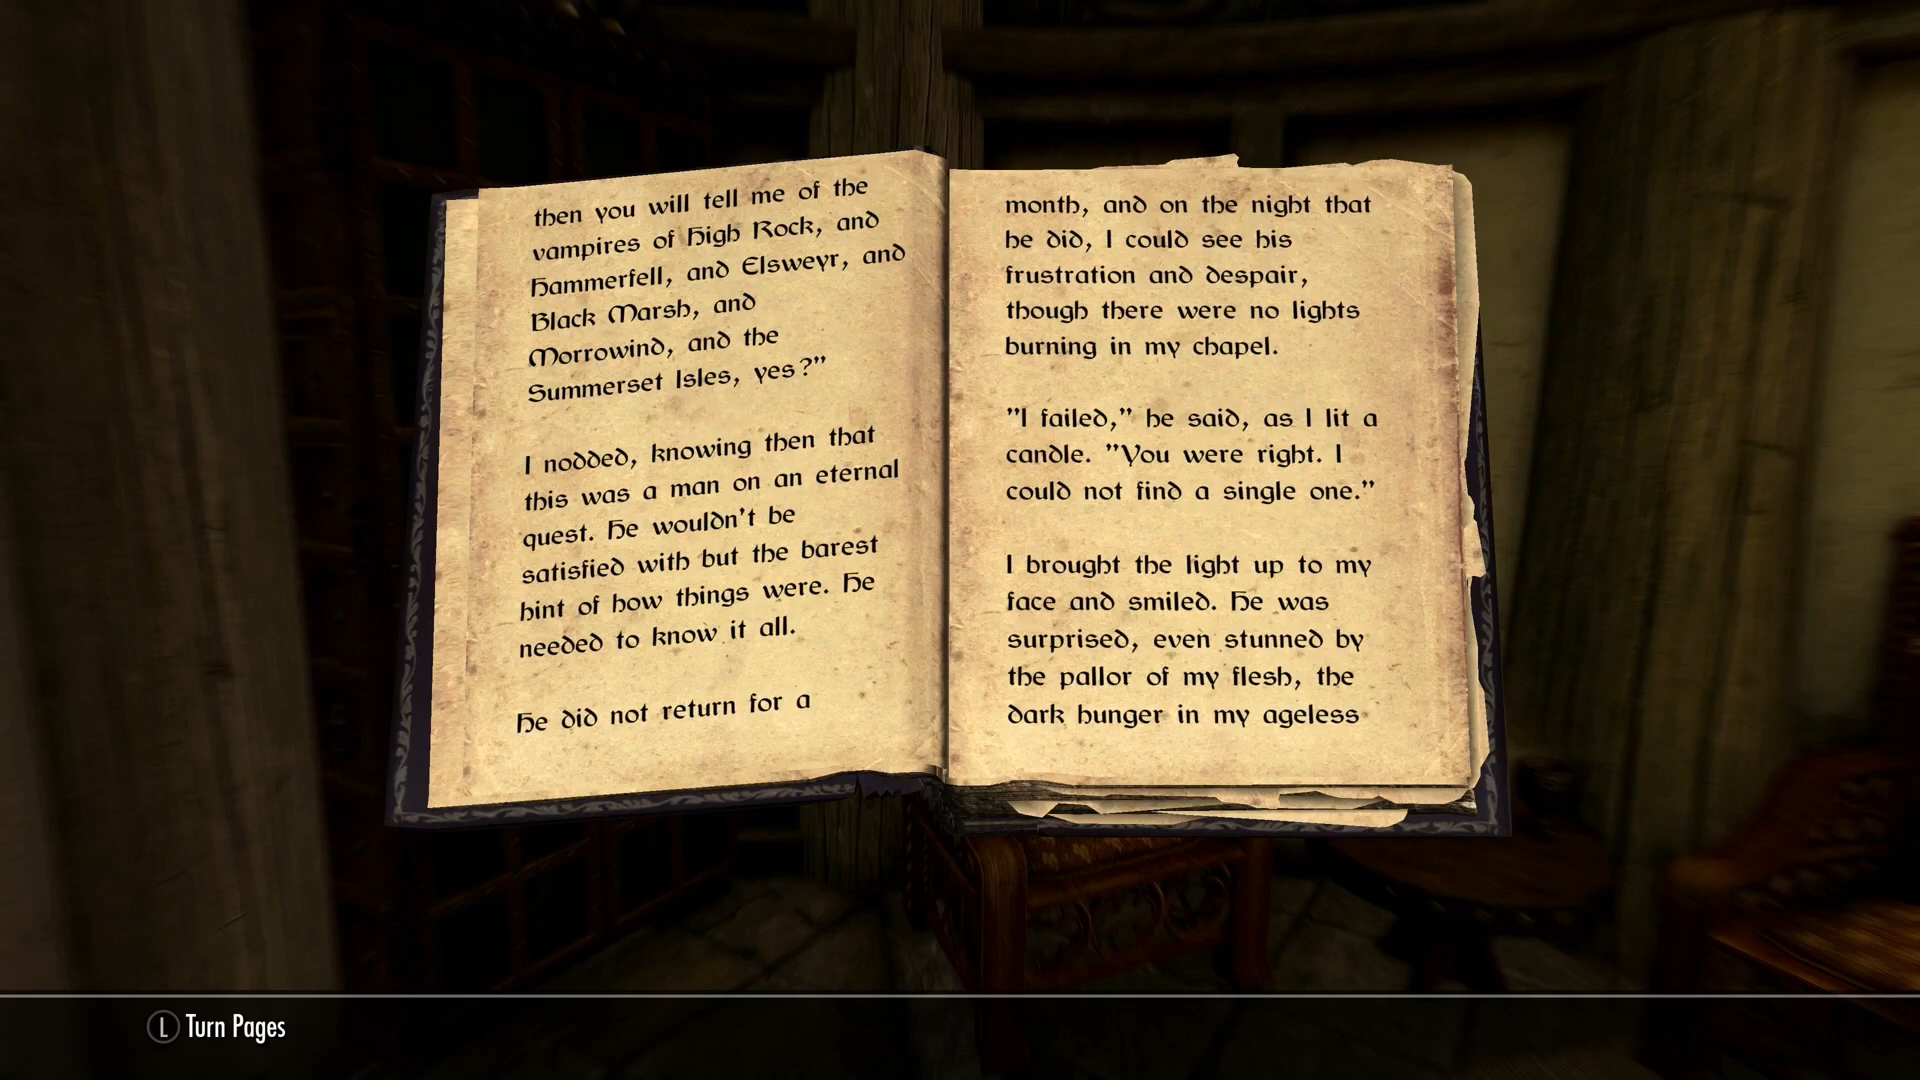 then you will tell me of the
vampires of High Rock, and
Hammerfell, and Elsweyr, and
Black Marsh, and
Morrowind, and the
Summerset Isles, yes?"
I nodded, knowing then that
this was a man on an eternal
quest. He wouldn't be
satisfied with but the barest
hint of how things were. He
needed to know it all.
He did not return for a
month, and on the night that
he did, I could see his
frustration and despair,
though there were no lights
burning in my chapel.
"I failed," he said, as I lit a
candle. "You were right. I
could not find a single one."
I brought the light up to my
face and smiled. He was
surprised, even stunned by
the pallor of my flesh, the
dark hunger in my ageless
L Turn Pages